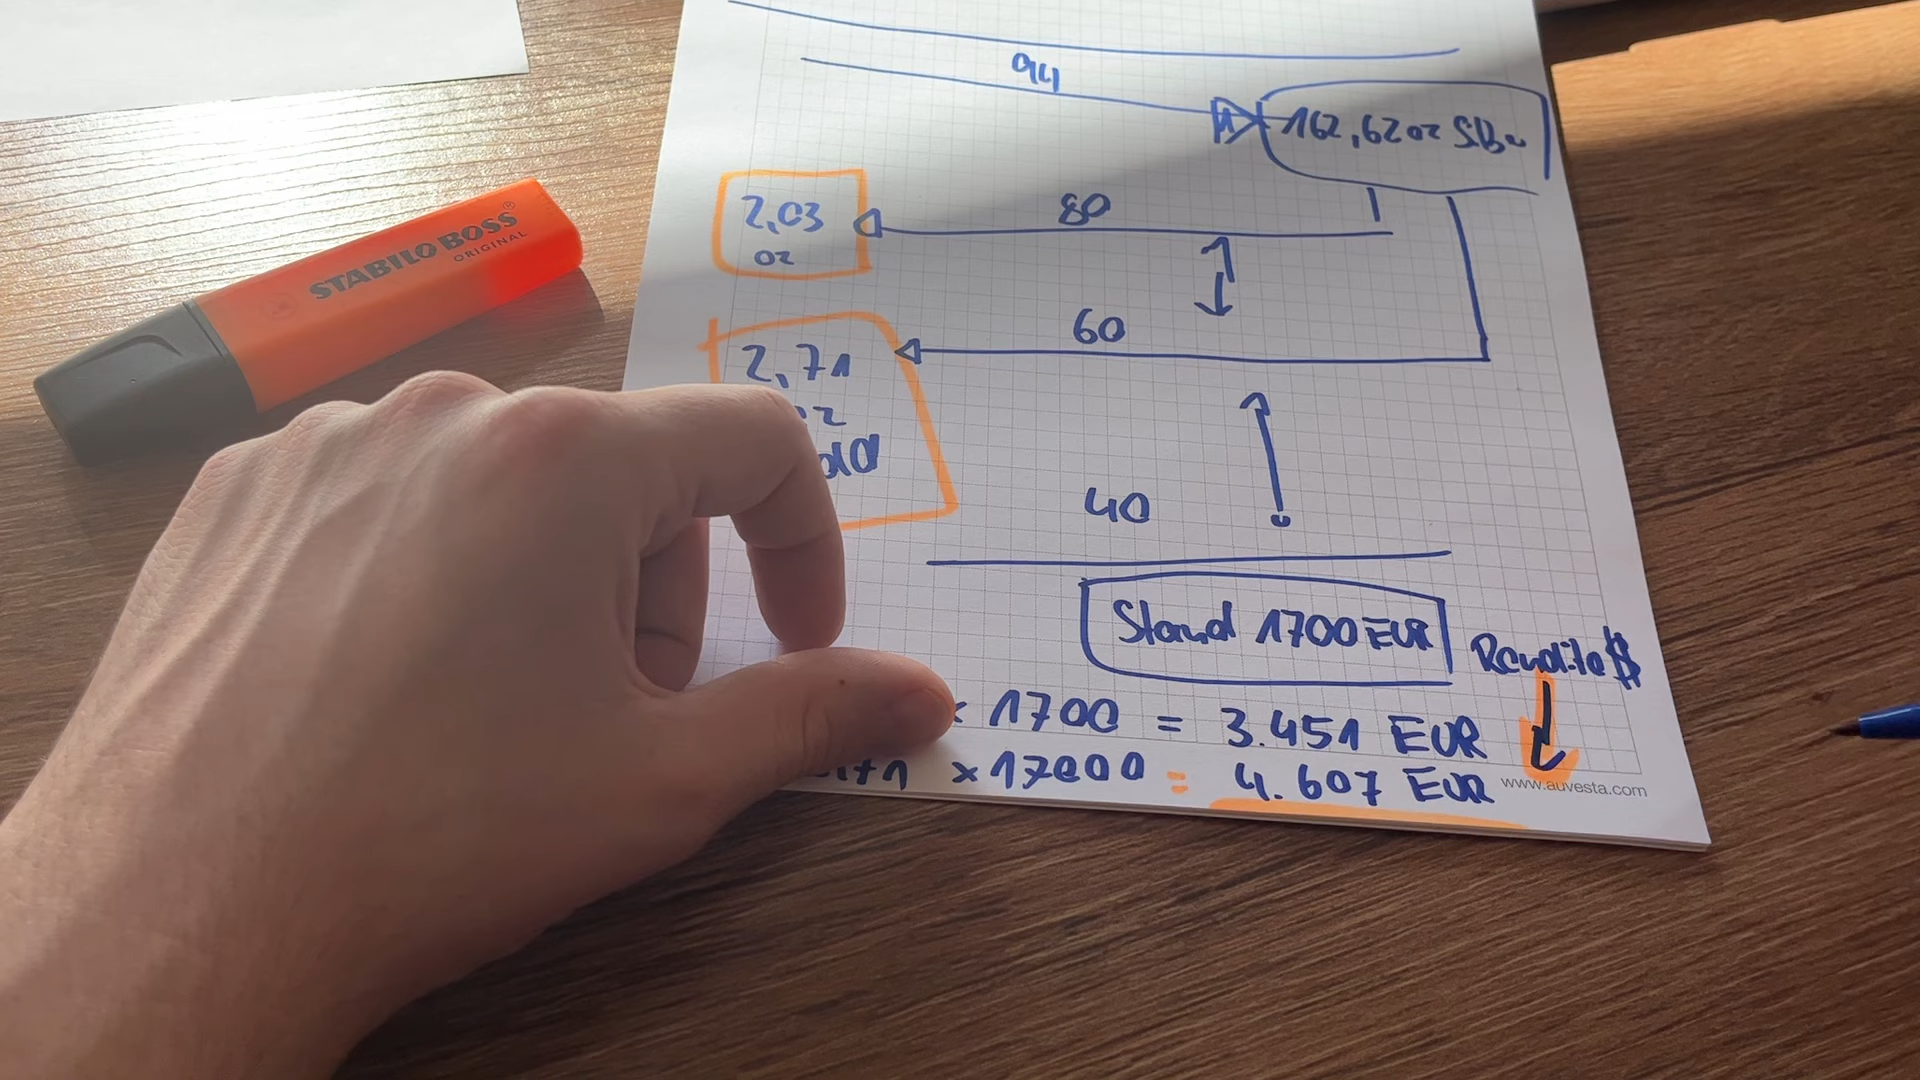 94
162,62 oz Silber
80
2,03
oz
60
2,71
40
Stand 1700 EUR
Rendite $
x 1700 = 3.451 EUR
x 17000 = 4.607 EUR
www.auvesta.com
STABILO BOSS®
ORIGINAL